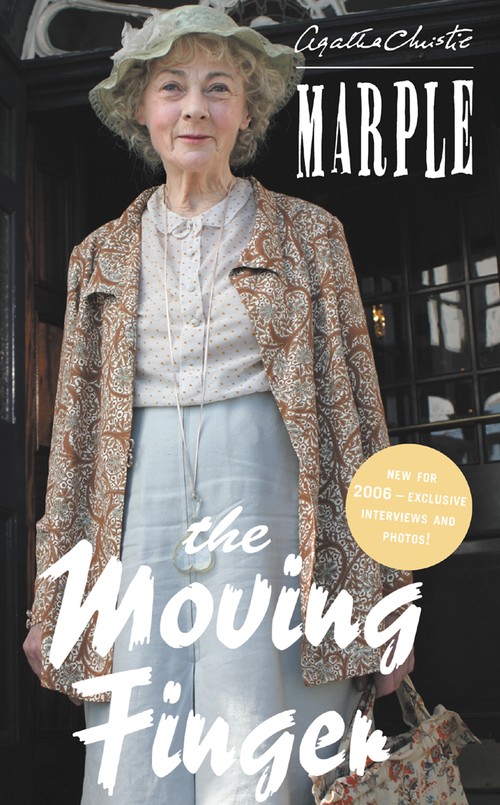 Agatha Christie
MARPLE
NEW FOR
2006 – EXCLUSIVE
INTERVIEWS AND
PHOTOS!
the
Moving
Finger